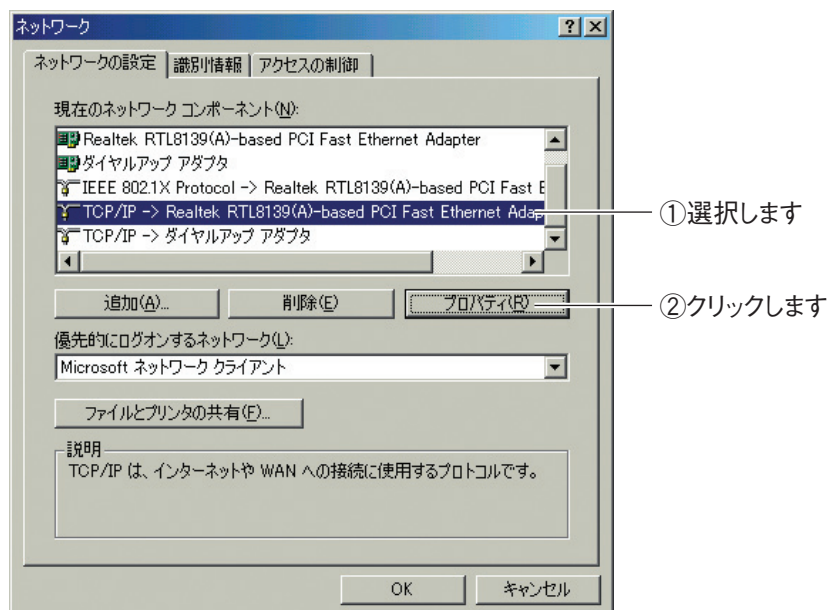 ネットワーク
ネットワークの設定 識別情報 アクセスの制御
現在のネットワーク コンポーネント(N):
Realtek RTL8139(A)-based PCI Fast Ethernet Adapter
ダイヤルアップ アダプタ
IEEE 802.1X Protocol -> Realtek RTL8139(A)-based PCI Fast E
TCP/IP -> Realtek RTL8139(A)-based PCI Fast Ethernet Adap
①選択します
TCP/IP -> ダイヤルアップ アダプタ
追加(A)... 削除(E) プロパティ(R)
②クリックします
優先的にログオンするネットワーク(L):
Microsoft ネットワーク クライアント
ファイルとプリンタの共有(F)...
説明
TCP/IP は、インターネットや WAN への接続に使用するプロトコルです。
OK キャンセル